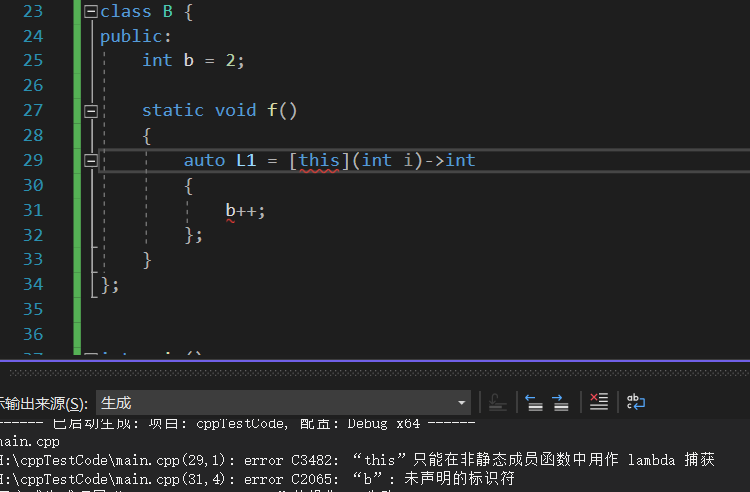 23 class B {
24 public:
25 int b = 2;
26
27 static void f()
28 {
29 auto L1 = [this](int i)->int
30 {
31 b++;
32 };
33 }
34 };
35
36
示输出来源(S): 生成
------ 已启动生成: 项目: cppTestCode, 配置: Debug x64 ------
main.cpp
H:\cppTestCode\main.cpp(29,1): error C3482: “this”只能在非静态成员函数中用作 lambda 捕获
H:\cppTestCode\main.cpp(31,4): error C2065: “b”: 未声明的标识符